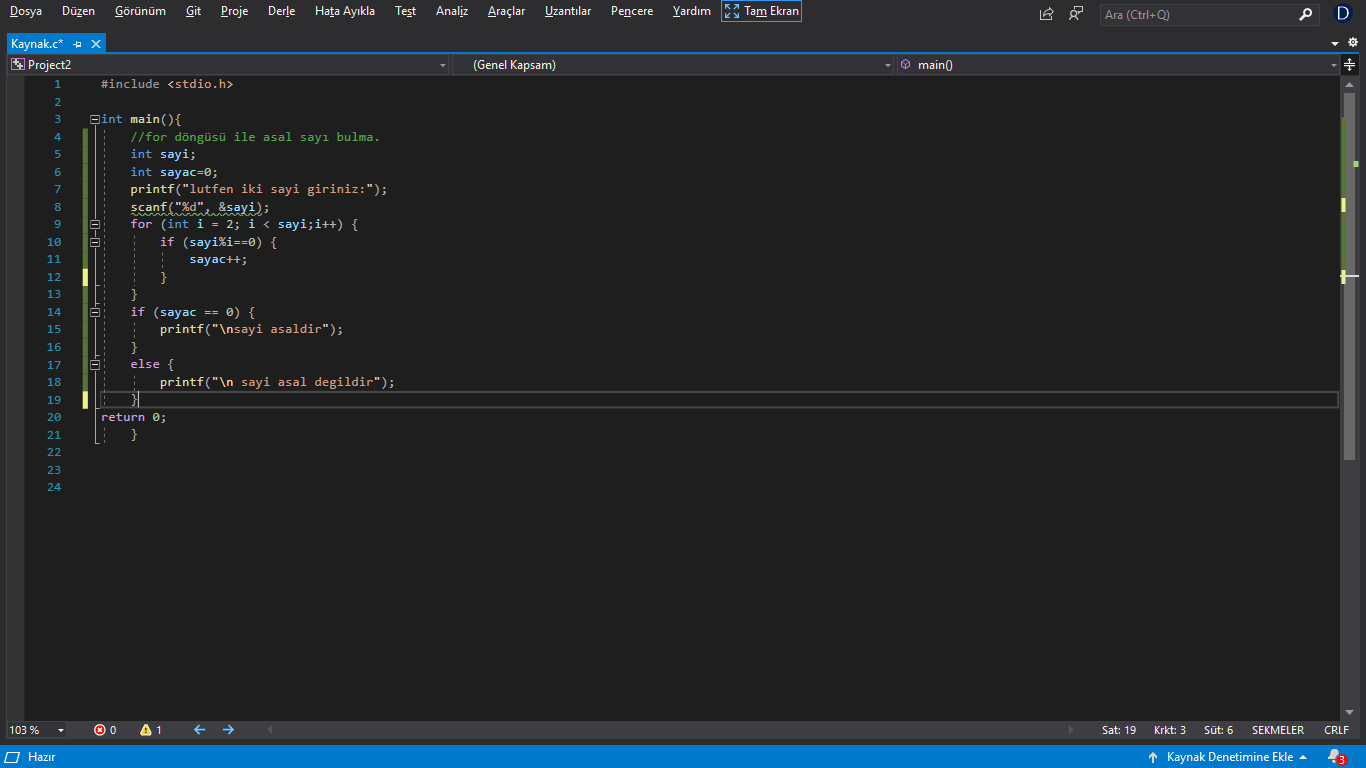 Dosya Düzen Görünüm Git Proje Derle Hata Ayıkla Test Analiz Araçlar Uzantılar Pencere Yardım Tam Ekran Ara (Ctrl+Q) D
Kaynak.c*
Project2 (Genel Kapsam) main()
1 #include <stdio.h>
2
3 int main(){
4 //for döngüsü ile asal sayı bulma.
5 int sayi;
6 int sayac=0;
7 printf("lutfen iki sayi giriniz:");
8 scanf("%d", &sayi);
9 for (int i = 2; i < sayi;i++) {
10 if (sayi%i==0) {
11 sayac++;
12 }
13 }
14 if (sayac == 0) {
15 printf("\nsayi asaldir");
16 }
17 else {
18 printf("\n sayi asal degildir");
19 }
20 return 0;
21 }
22
23
24
103 % 0 1 Sat: 19 Krkt: 3 Süt: 6 SEKMELER CRLF
Hazır Kaynak Denetimine Ekle 3